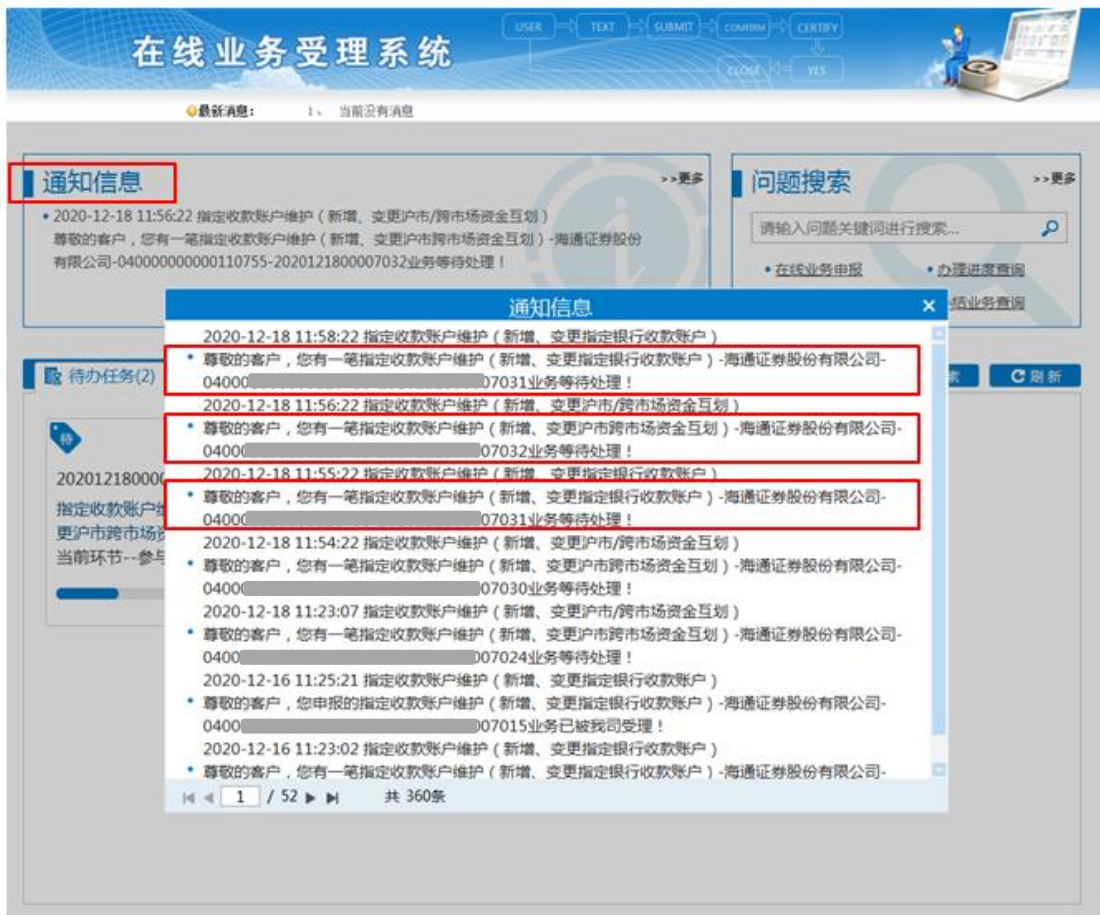 在线业务受理系统
USER
TEXT
SUBMIT
CONFIRM
CERTIFY
CLOSE
YES
最新消息: 1、 当前没有消息
通知信息
>>更多
• 2020-12-18 11:56:22 指定收款账户维护（新增、变更沪市/跨市场资金互划）
尊敬的客户，您有一笔指定收款账户维护（新增、变更沪市跨市场资金互划）-海通证券股份
有限公司-040000000000110755-2020121800007032业务等待处理！
问题搜索
>>更多
请输入问题关键词进行搜索...
• 在线业务申报
• 办理进度查询
结业务查询
待办任务(2)
索
刷新
待
202012180000
指定收款账户维
更沪市跨市场资
当前环节--参与
通知信息
×
2020-12-18 11:58:22 指定收款账户维护（新增、变更指定银行收款账户）
• 尊敬的客户，您有一笔指定收款账户维护（新增、变更指定银行收款账户）-海通证券股份有限公司-
04000 07031业务等待处理！
2020-12-18 11:56:22 指定收款账户维护（新增、变更沪市/跨市场资金互划）
• 尊敬的客户，您有一笔指定收款账户维护（新增、变更沪市跨市场资金互划）-海通证券股份有限公司-
04000 07032业务等待处理！
2020-12-18 11:55:22 指定收款账户维护（新增、变更指定银行收款账户）
• 尊敬的客户，您有一笔指定收款账户维护（新增、变更指定银行收款账户）-海通证券股份有限公司-
04000 07031业务等待处理！
2020-12-18 11:54:22 指定收款账户维护（新增、变更沪市/跨市场资金互划）
• 尊敬的客户，您有一笔指定收款账户维护（新增、变更沪市跨市场资金互划）-海通证券股份有限公司-
04000 07030业务等待处理！
2020-12-18 11:23:07 指定收款账户维护（新增、变更沪市/跨市场资金互划）
• 尊敬的客户，您有一笔指定收款账户维护（新增、变更沪市跨市场资金互划）-海通证券股份有限公司-
0400 007024业务等待处理！
2020-12-16 11:25:21 指定收款账户维护（新增、变更指定银行收款账户）
• 尊敬的客户，您申报的指定收款账户维护（新增、变更指定银行收款账户）-海通证券股份有限公司-
0400 007015业务已被我司受理！
2020-12-16 11:23:02 指定收款账户维护（新增、变更指定银行收款账户）
• 尊敬的客户，您有一笔指定收款账户维护（新增、变更指定银行收款账户）-海通证券股份有限公司-
1 / 52 共 360条